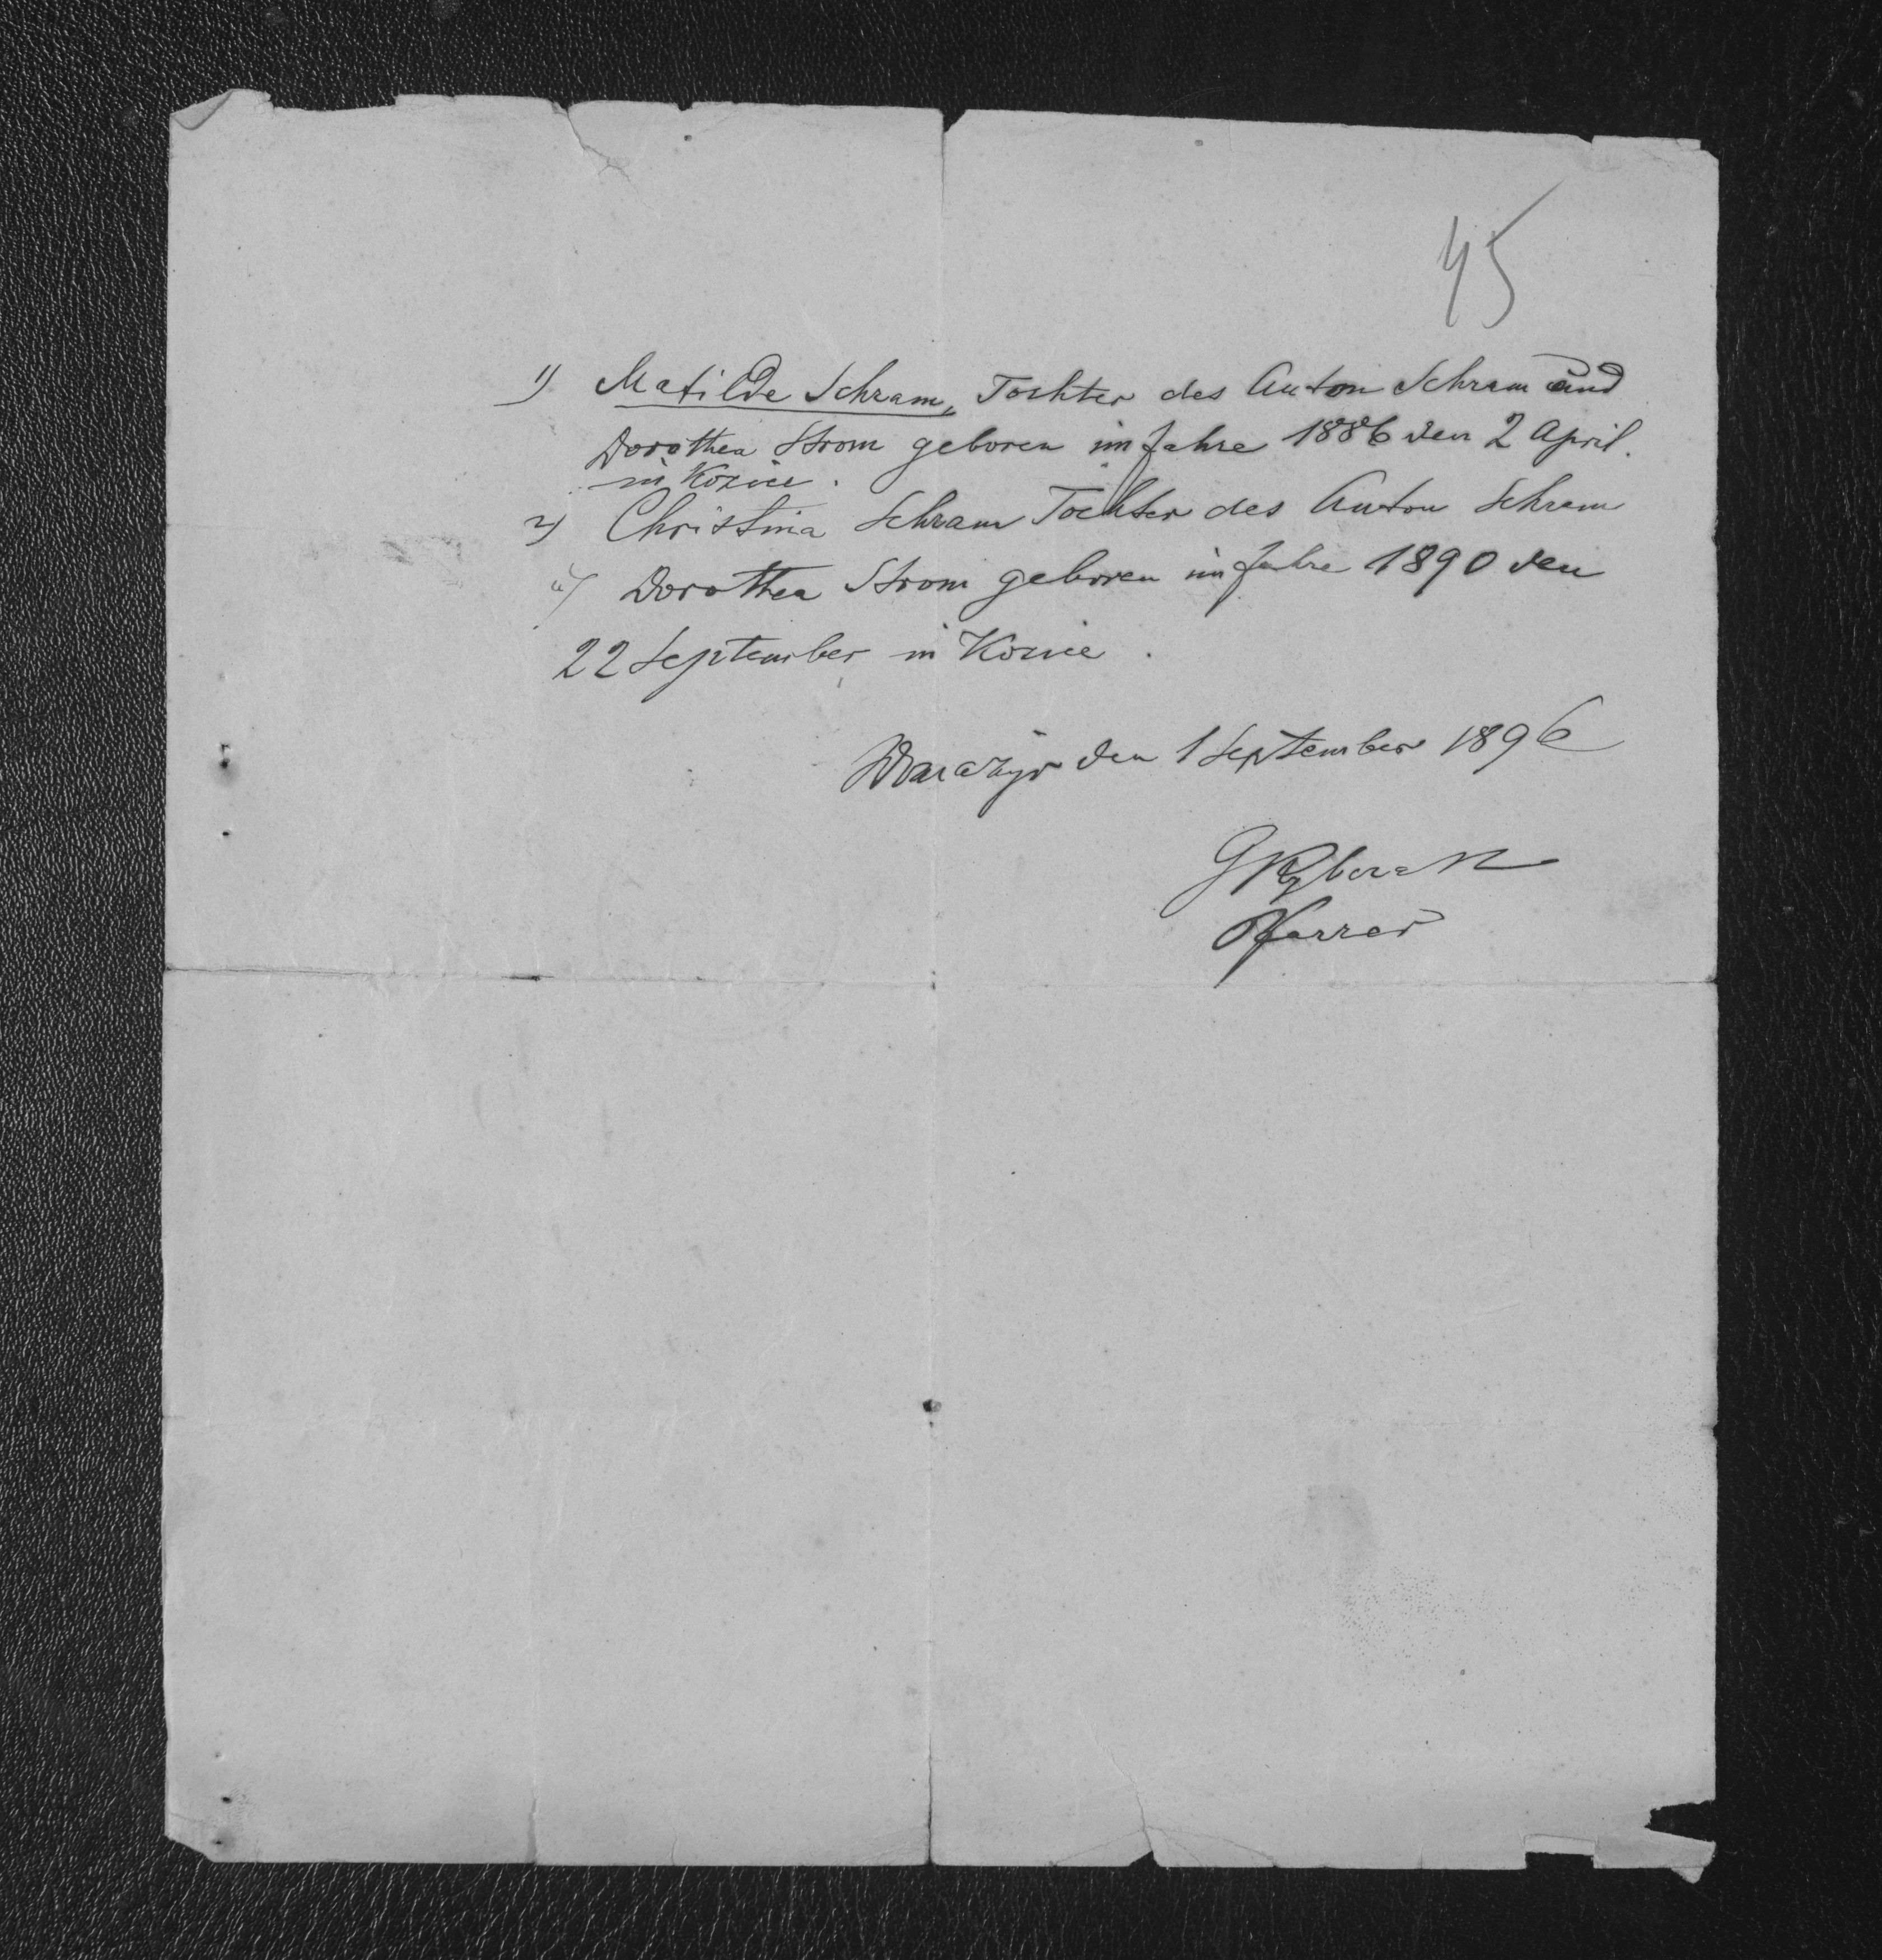 45
1) Matilde Schram, Tochter des Anton Schram und
Dorothea Strom geboren im Jahre 1886 den 2 April.
in Kozice.
2) Christina Schram Tochter des Anton Schram
u) Dorothea Strom geboren im Jahre 1890 den
22 September in Kozice.
den 1 September 1896
Pfarrer